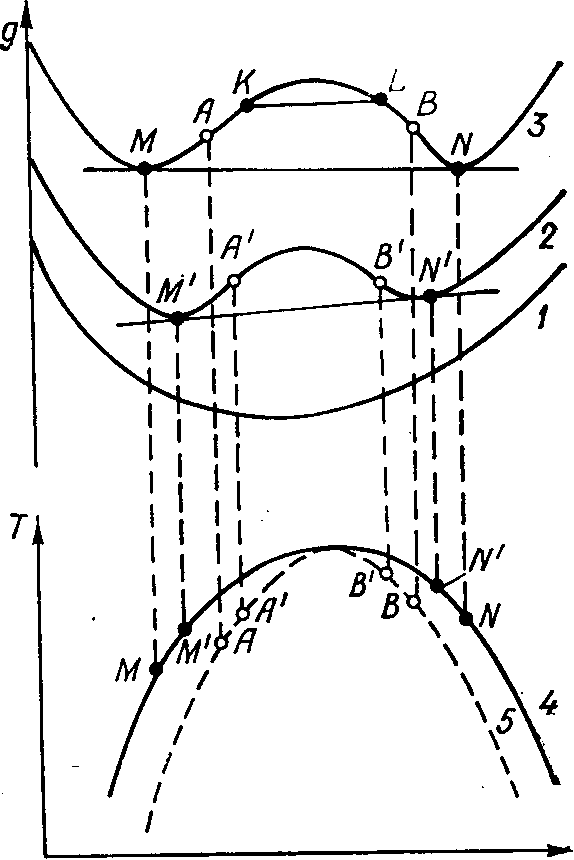 g
K L
A B
M N 3
A' B'
M' N' 2
1
T
B' N'
A' B N
M M' A
5 4